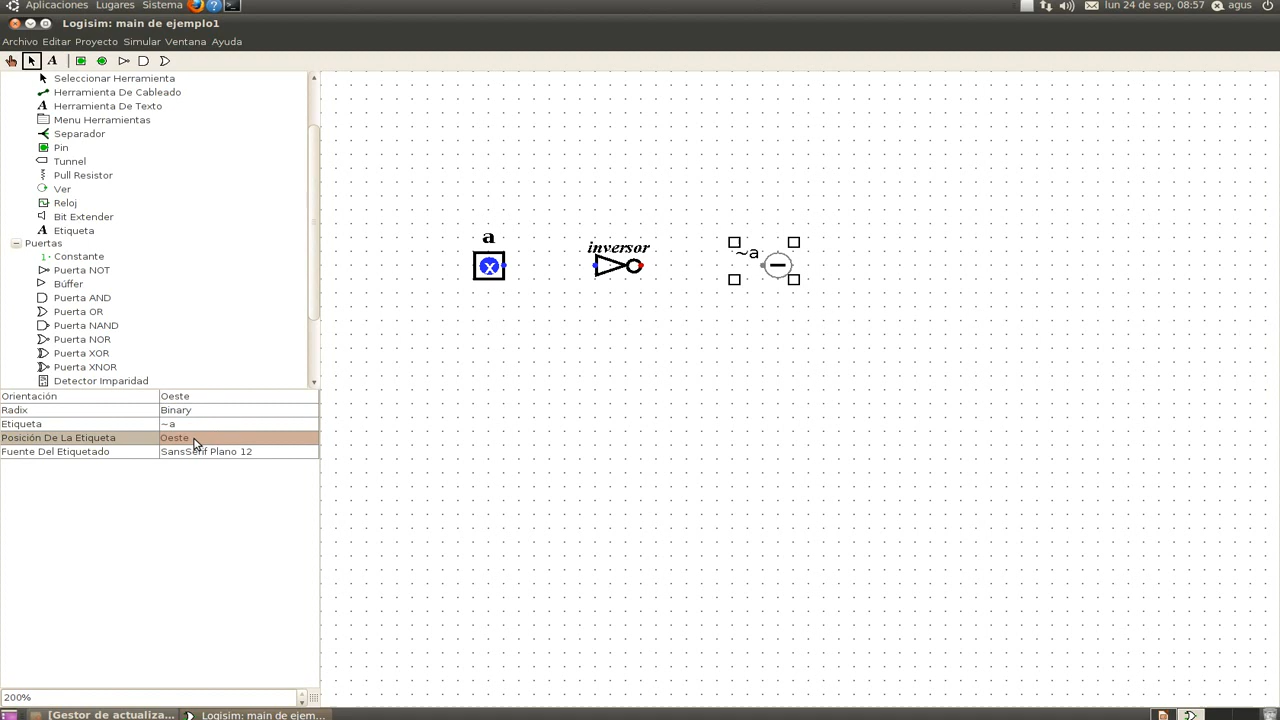 Aplicaciones Lugares Sistema
lun 24 de sep, 08:57 agus
Logisim: main de ejemplo1
Archivo Editar Proyecto Simular Ventana Ayuda
A
Seleccionar Herramienta
Herramienta De Cableado
A Herramienta De Texto
Menu Herramientas
Separador
Pin
Tunnel
Pull Resistor
Ver
Reloj
Bit Extender
A Etiqueta
Puertas
1 Constante
Puerta NOT
Búffer
Puerta AND
Puerta OR
Puerta NAND
Puerta NOR
Puerta XOR
Puerta XNOR
Detector Imparidad
a
x
inversor
~a
Orientación Oeste
Radix Binary
Etiqueta ~a
Posición De La Etiqueta Oeste
Fuente Del Etiquetado SansSerif Plano 12
200%
[Gestor de actualiza...
Logisim: main de ejem...